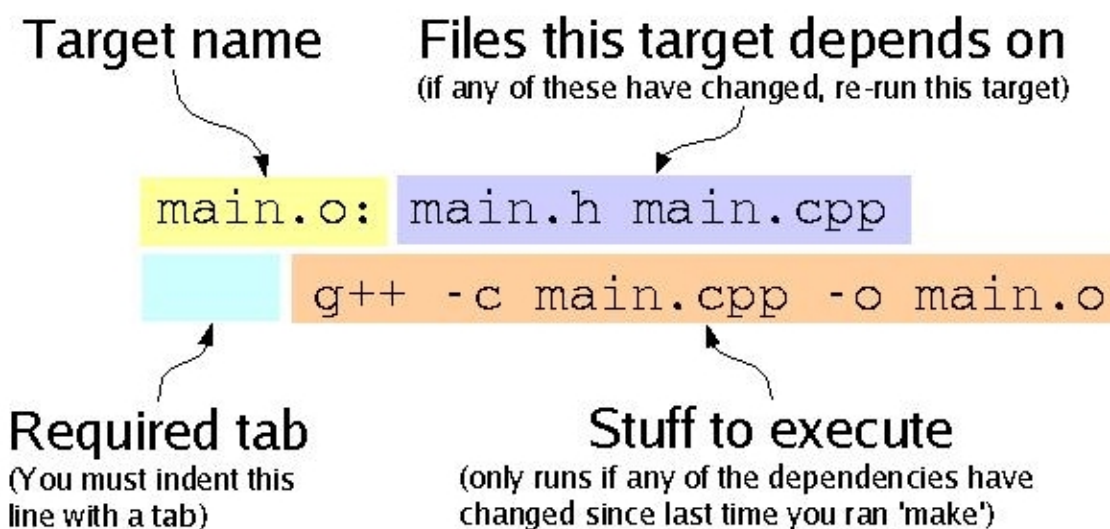 Target name
Files this target depends on
(if any of these have changed, re-run this target)
main.o: main.h main.cpp
g++ -c main.cpp -o main.o
Required tab
(You must indent this
line with a tab)
Stuff to execute
(only runs if any of the dependencies have
changed since last time you ran 'make')